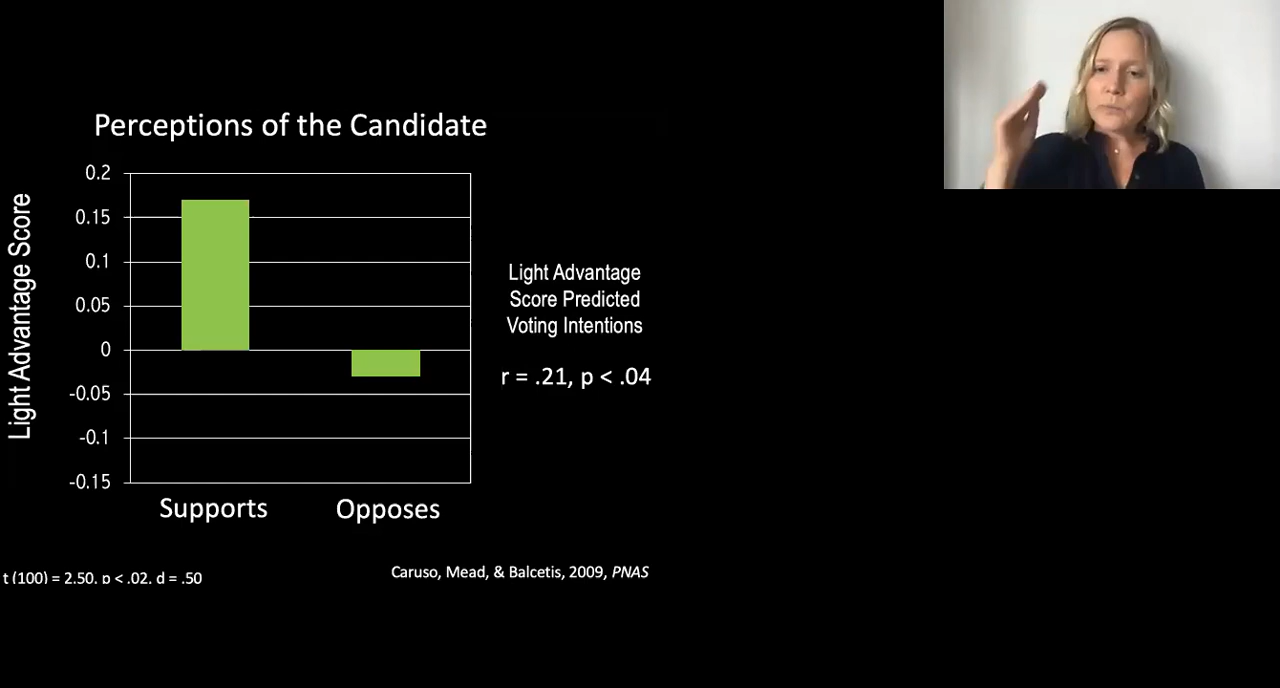 Perceptions of the Candidate
Light Advantage Score
0.2
0.15
0.1
0.05
0
-0.05
-0.1
-0.15
Supports
Opposes
Light Advantage
Score Predicted
Voting Intentions
r = .21, p < .04
t (100) = 2.50, p < .02, d = .50
Caruso, Mead, & Balcetis, 2009, PNAS